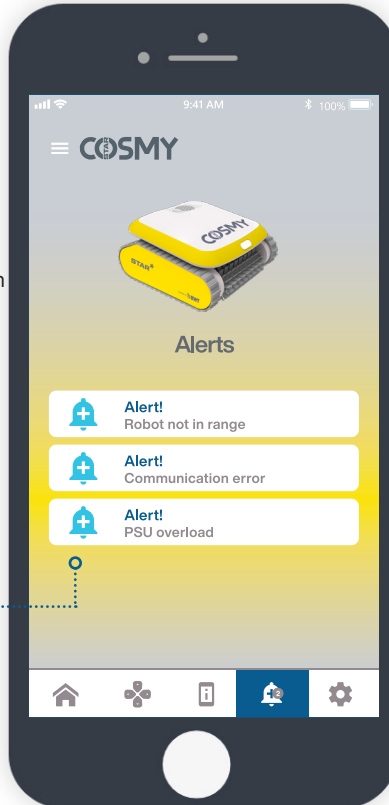 9:41 AM
100%
COSMY
STAR
COSMY
STAR
Alerts
Alert!
Robot not in range
Alert!
Communication error
Alert!
PSU overload
2